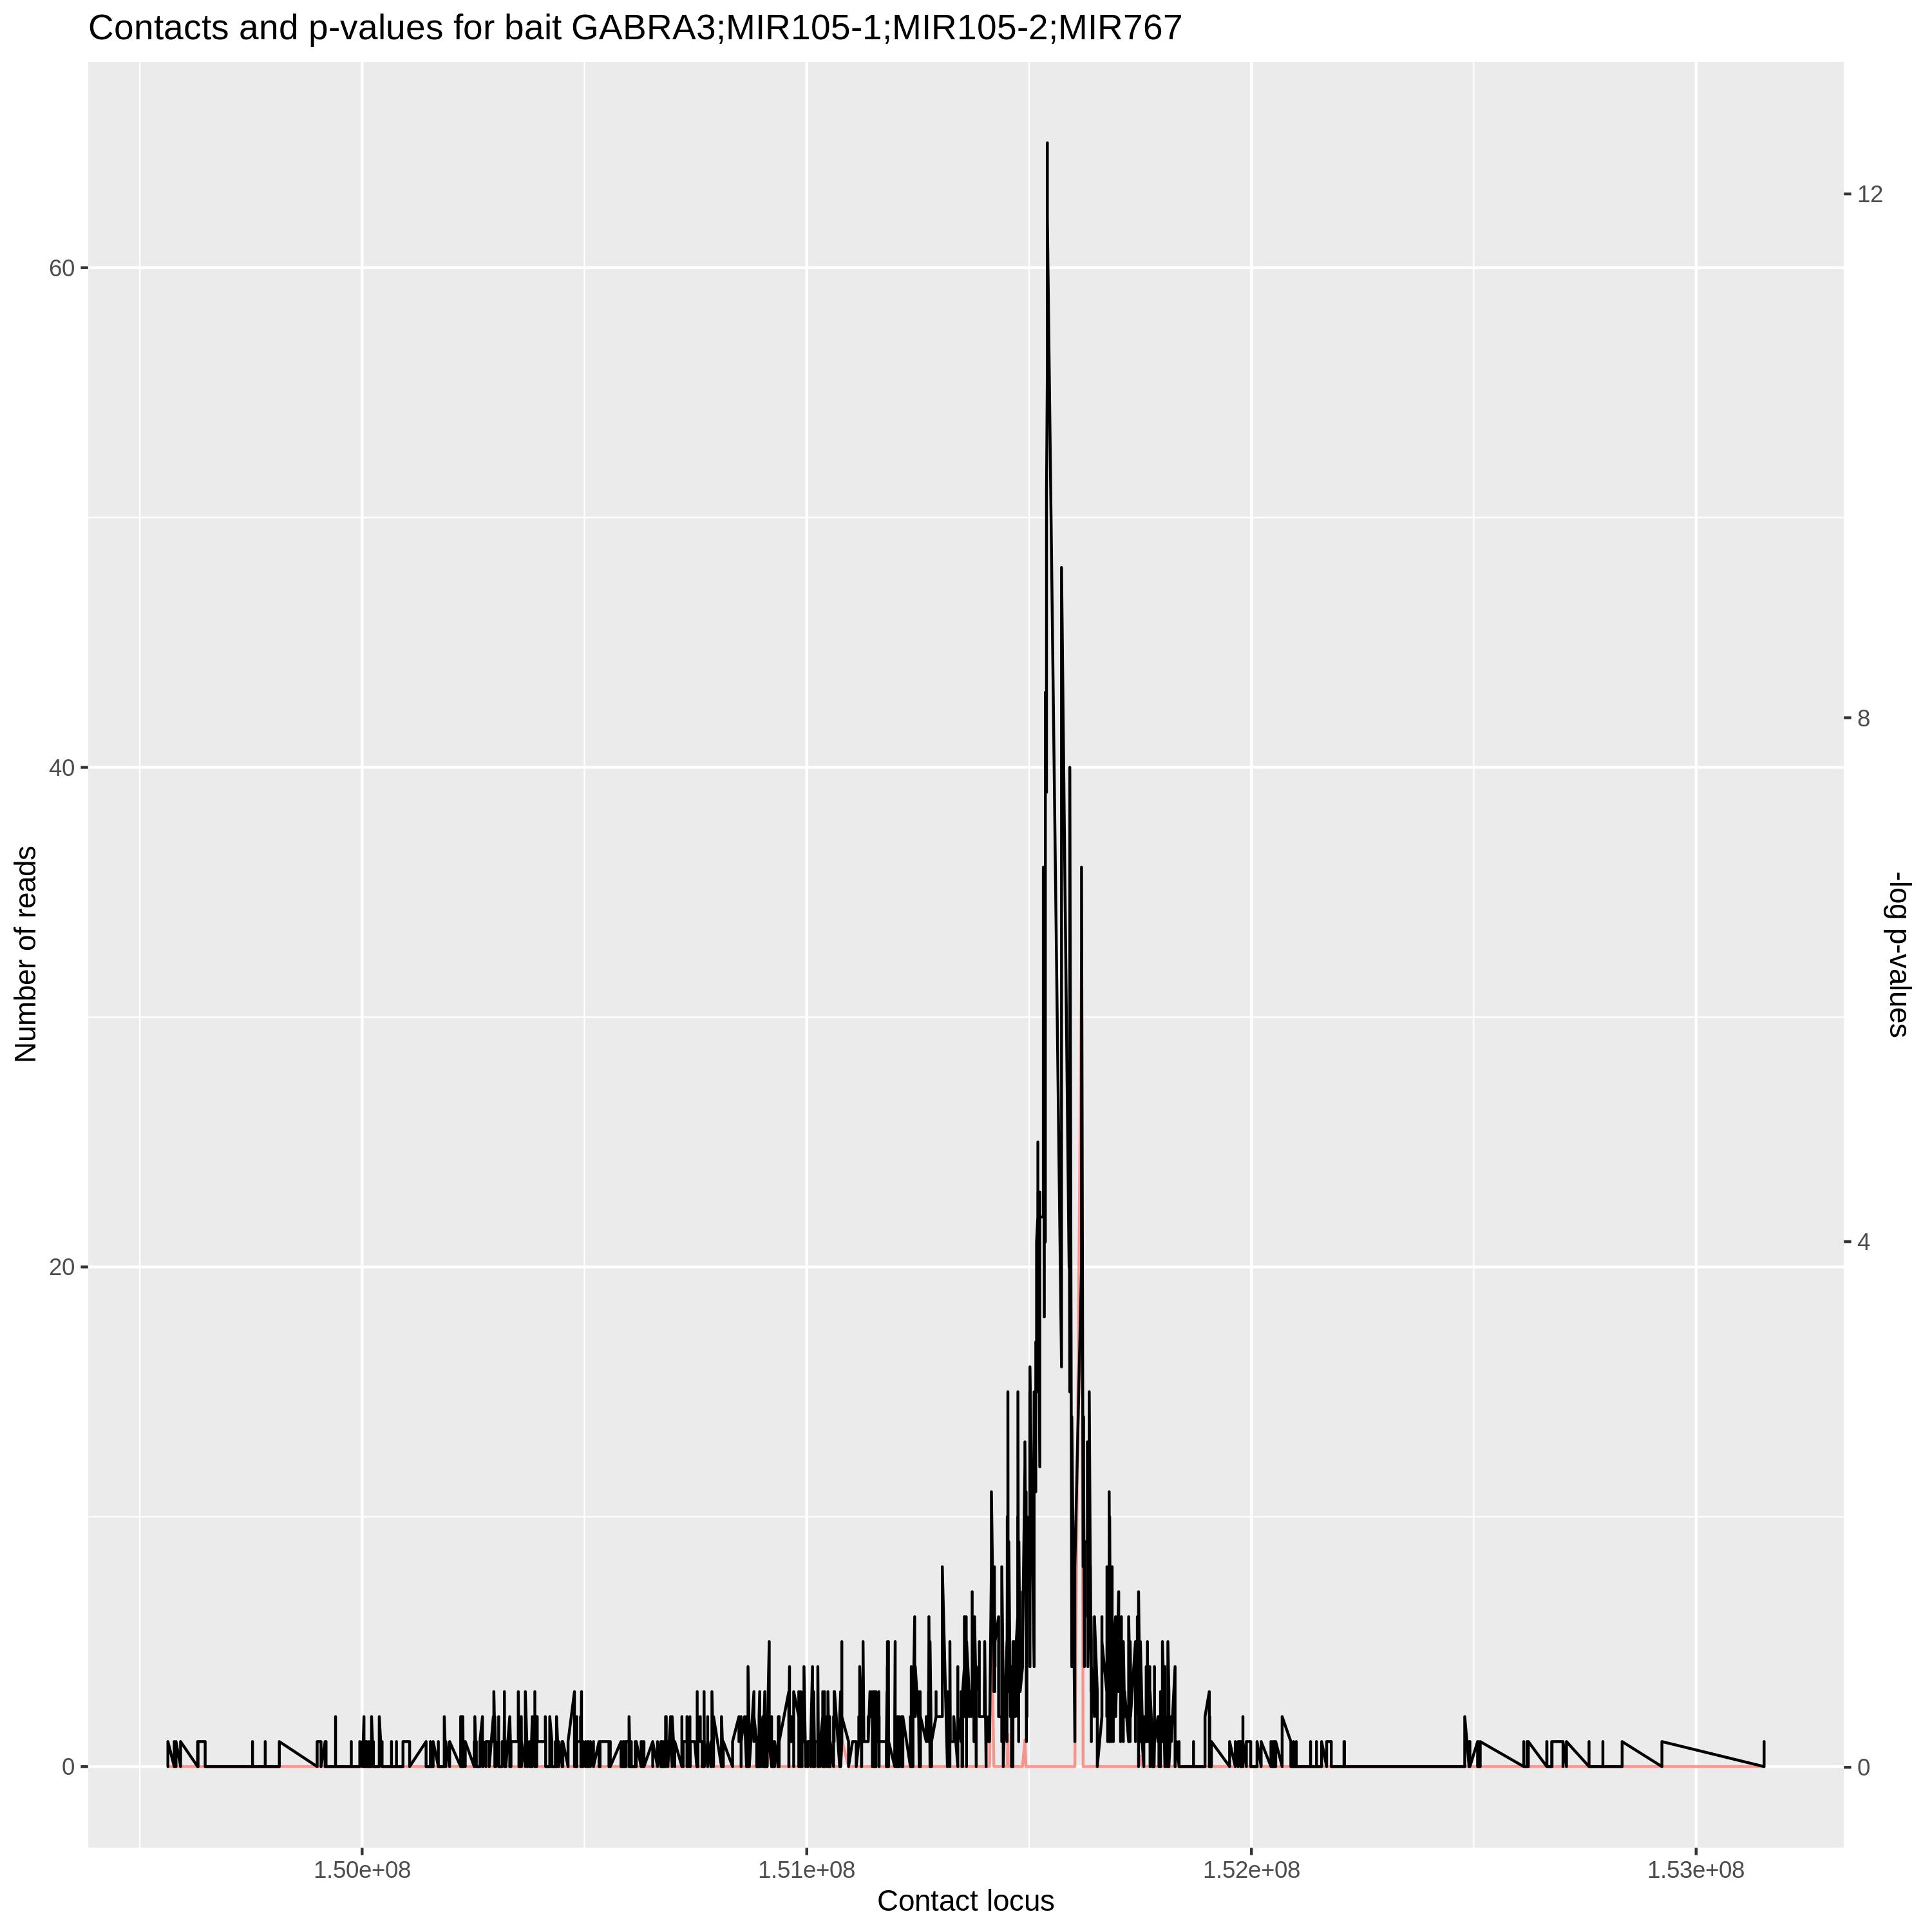 Contacts and p-values for bait GABRA3;MIR105-1;MIR105-2;MIR767
12
60
8
40
Number of reads
-log p-values
4
20
0
0
1.50e+08
1.51e+08
1.52e+08
1.53e+08
Contact locus